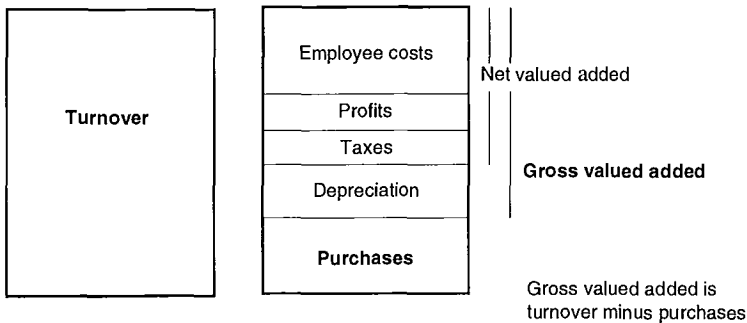 Employee costs
Net valued added
Turnover
Profits
Taxes
Gross valued added
Depreciation
Purchases
Gross valued added is
turnover minus purchases